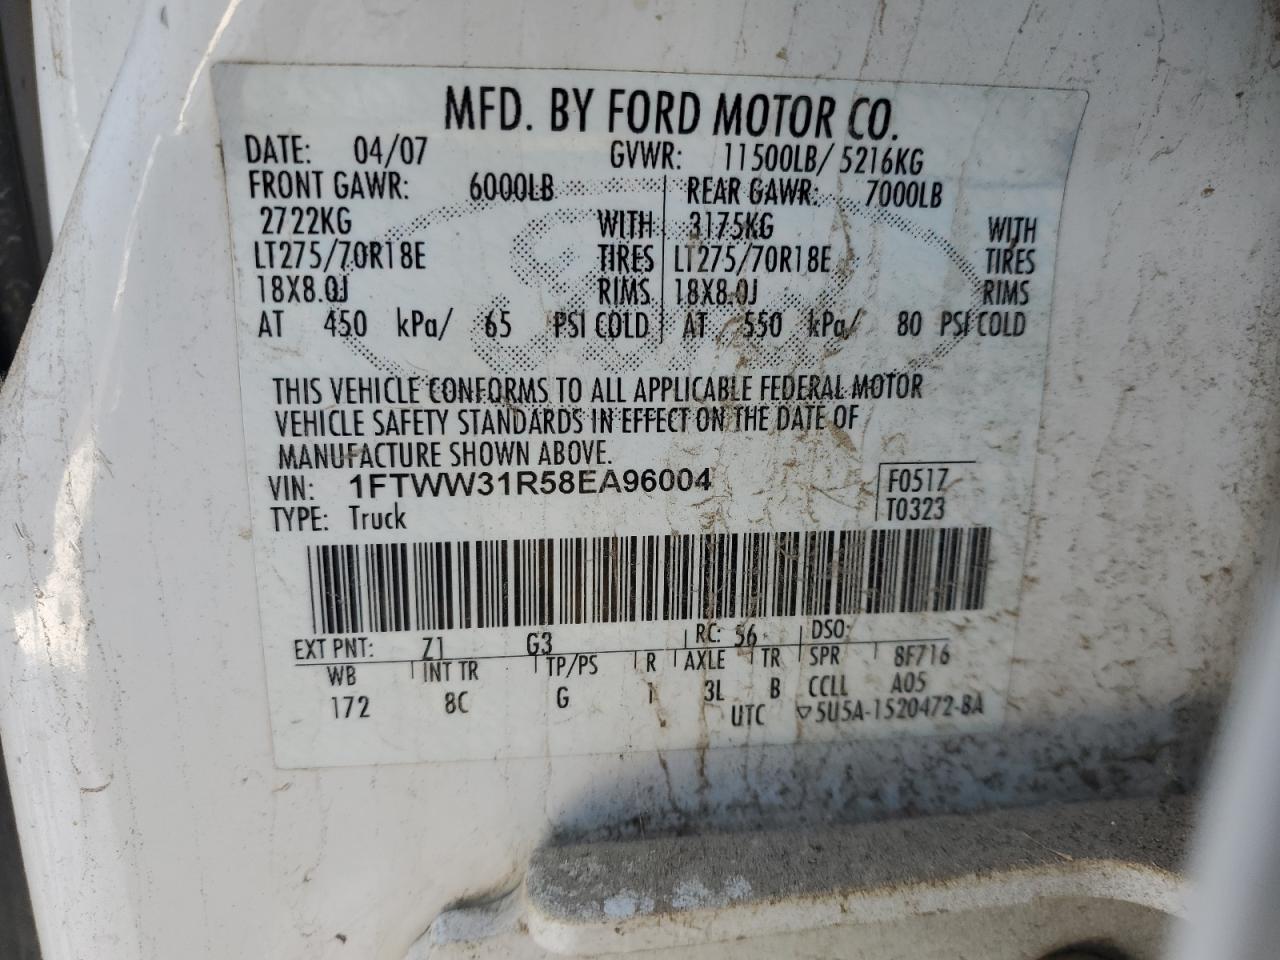 MFD. BY FORD MOTOR CO.
DATE: 04/07 GVWR: 11500LB/ 5216KG
FRONT GAWR: 6000LB REAR GAWR: 7000LB
2722KG WITH 3175KG WITH
LT275/70R18E TIRES LT275/70R18E TIRES
18X8.0J RIMS 18X8.0J RIMS
AT 450 kPa/ 65 PSI COLD AT 550 kPa/ 80 PSI COLD
THIS VEHICLE CONFORMS TO ALL APPLICABLE FEDERAL MOTOR
VEHICLE SAFETY STANDARDS IN EFFECT ON THE DATE OF
MANUFACTURE SHOWN ABOVE.
VIN: 1FTWW31R58EA96004 F0517
TYPE: Truck T0323
EXT PNT: Z1 G3 RC: 56 DSO:
WB INT TR TP/PS R AXLE TR SPR 8F716
172 8C G 1 3L B CCLL A05
UTC ▽5U5A-1520472-BA